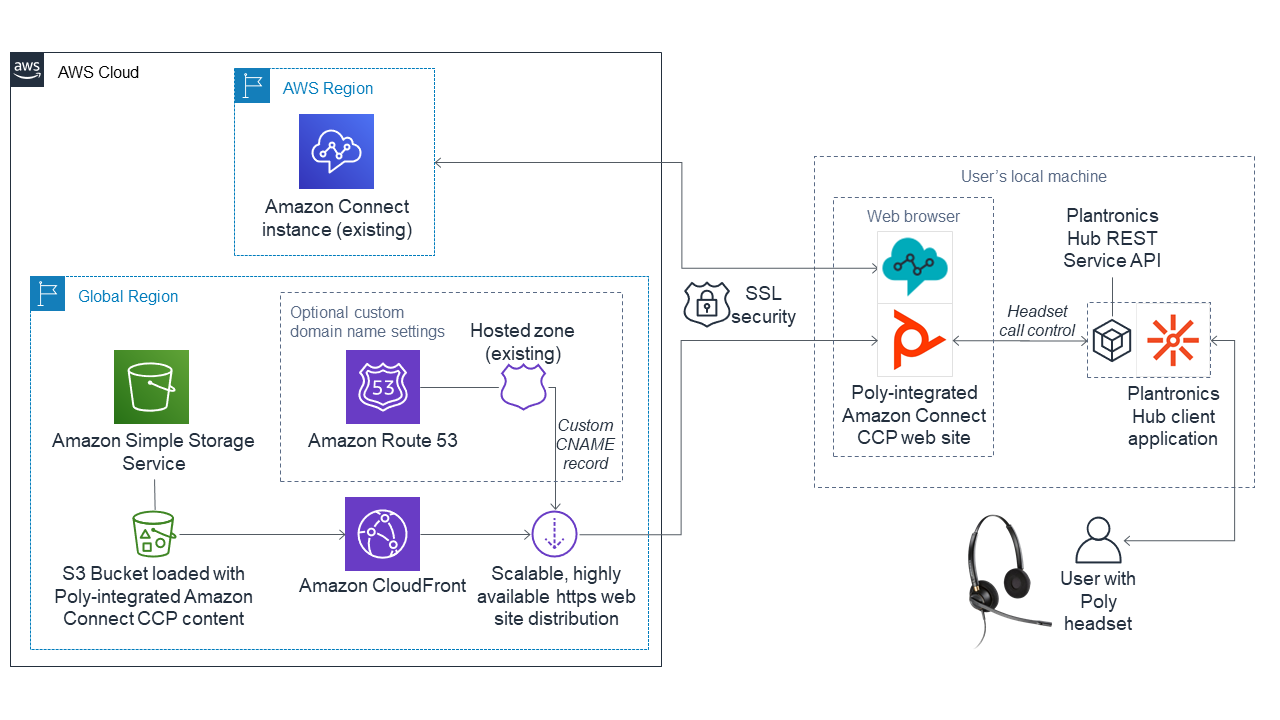 aws
AWS Cloud
AWS Region
Amazon Connect
instance (existing)
Global Region
Optional custom
domain name settings
Hosted zone
(existing)
53
Amazon Route 53
Custom
CNAME
record
Amazon Simple Storage
Service
S3 Bucket loaded with
Poly-integrated Amazon
Connect CCP content
Amazon CloudFront
Scalable, highly
available https web
site distribution
SSL
security
User’s local machine
Web browser
Poly-integrated
Amazon Connect
CCP web site
Headset
call control
Plantronics
Hub REST
Service API
Plantronics
Hub client
application
User with
Poly
headset